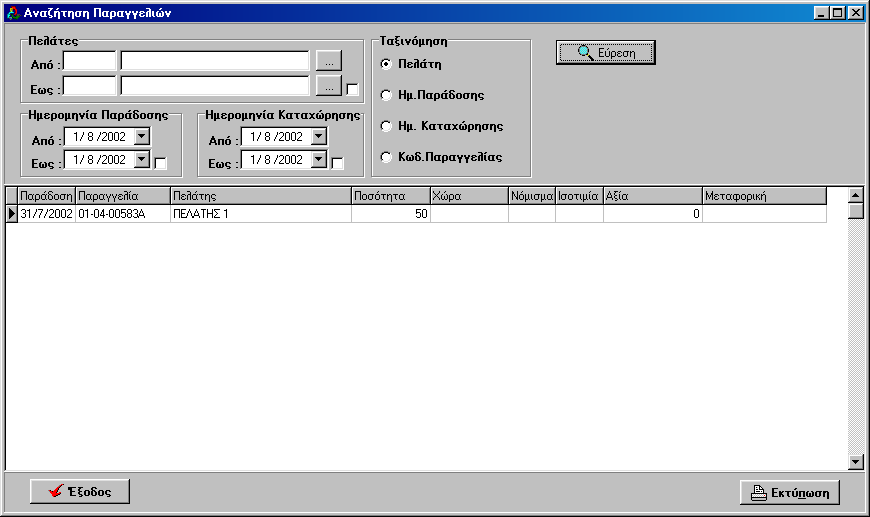 Αναζήτηση Παραγγελιών
Πελάτες
Από :
...
Εως :
...
Ταξινόμηση
Πελάτη
Ημ.Παράδοσης
Ημ. Καταχώρησης
Κωδ.Παραγγελίας
Εύρεση
Ημερομηνία Παράδοσης
Από : 1/ 8 /2002
Εως : 1/ 8 /2002
Ημερομηνία Καταχώρησης
Από : 1/ 8 /2002
Εως : 1/ 8 /2002
Παράδοση Παραγγελία Πελάτης Ποσότητα Χώρα Νόμισμα Ισοτιμία Αξία Μεταφορική
31/7/2002 01-04-00583Α ΠΕΛΑΤΗΣ 1 50 0
Έξοδος
Εκτύπωση